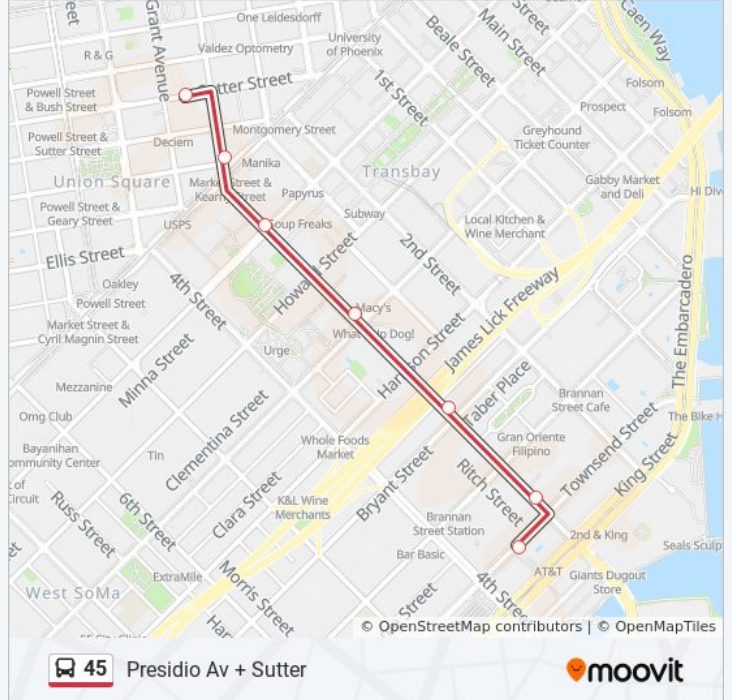 One Leidesdorff
Caen Way
Grant Avenue
Main Street
Beale Street
University
of Phoenix
R & G
Valdez Optometry
1st Street
Sutter Street
Powell Street
& Bush Street
Folsom
Prospect
Folsom
Montgomery Street
Greyhound
Ticket Counter
Powell Street &
Sutter Street
Deciem
Manika
Transbay
Union Square
Market Street &
Kearny Street
Papyrus
Gabby Market
and Deli
Hi Div
Powell Street &
Geary Street
USPS
Soup Freaks
Subway
Local Kitchen &
Wine Merchant
Ellis Street
Howard Street
2nd Street
Oakley
4th Street
Powell Street
James Lick Freeway
The Embarcadero
Macy's
Market Street &
Cyril Magnin Street
Harrison Street
Minna Street
Urge
Taber Place
Mezzanine
Brannan
Street Cafe
Omg Club
Clementina Street
The Bike H
Townsend Street
Bayanihan
ommunity Center
Tin
Whole Foods
Market
Gran Oriente
Filipino
King Street
of
Circuit
Russ Street
6th Street
Clara Street
K&L Wine
Merchants
Bryant Street
Ritch Street
Brannan
Street Station
2nd & King
Seals Sculp
Bar Basic
AT&T
Giants Dugout
Store
ExtraMile
West SoMa
Morris Street
4th Stre
Street
© OpenStreetMap contributors | © OpenMapTiles
45 Presidio Av + Sutter
moovit